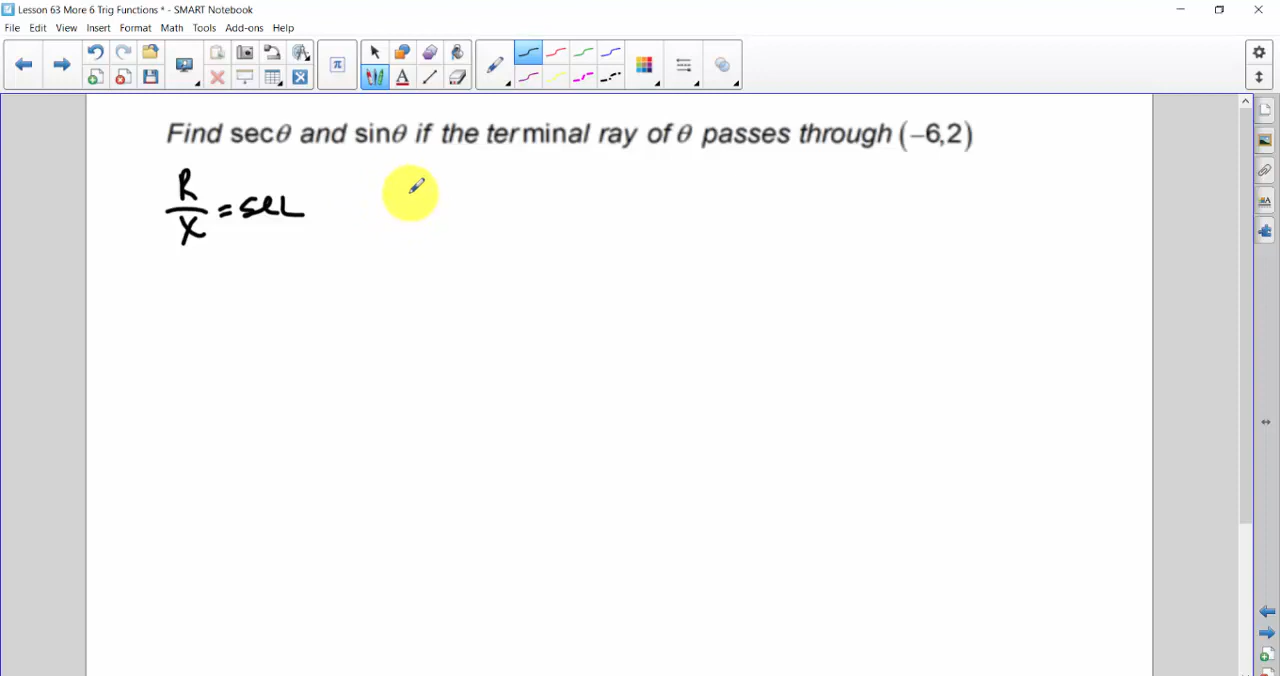 Lesson 63 More 6 Trig Functions * - SMART Notebook
File Edit View Insert Format Math Tools Add-ons Help
Find secθ and sinθ if the terminal ray of θ passes through (−6,2)
R
X = sec